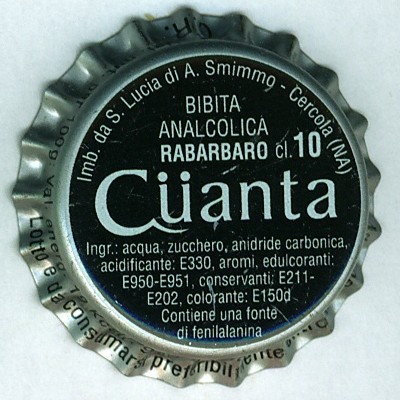 Imb. da S. Lucia di A. Smimmo - Cercola (NA)
BIBITA
ANALCOLICA
RABARBARO cl. 10
Cüanta
Ingr.: acqua, zucchero, anidride carbonica,
acidificante: E330, aromi, edulcoranti:
E950-E951, conservanti: E211-
E202, colorante: E150d
Contiene una fonte
di fenilalanina
Lotto e da consumarsi preferibilmente